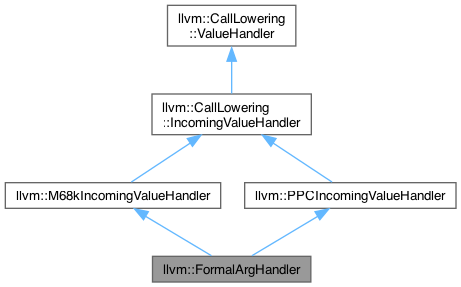 llvm::CallLowering
::ValueHandler
llvm::CallLowering
::IncomingValueHandler
llvm::M68kIncomingValueHandler
llvm::PPCIncomingValueHandler
llvm::FormalArgHandler